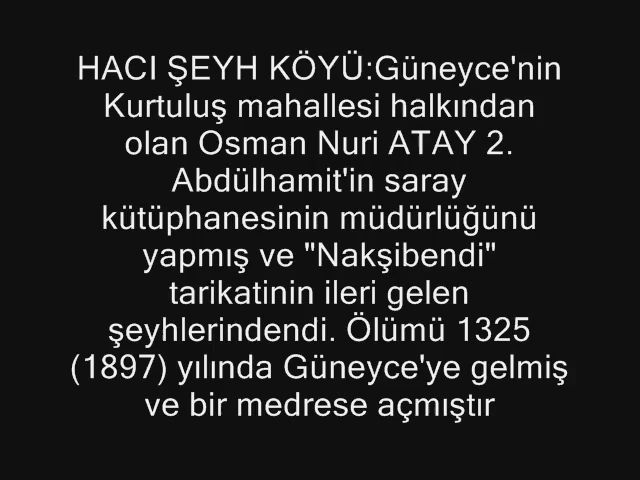 HACI ŞEYH KÖYÜ:Güneyce'nin
Kurtuluş mahallesi halkından
olan Osman Nuri ATAY 2.
Abdülhamit'in saray
kütüphanesinin müdürlüğünü
yapmış ve "Nakşibendi"
tarikatinin ileri gelen
şeyhlerindendi. Ölümü 1325
(1897) yılında Güneyce'ye gelmiş
ve bir medrese açmıştır